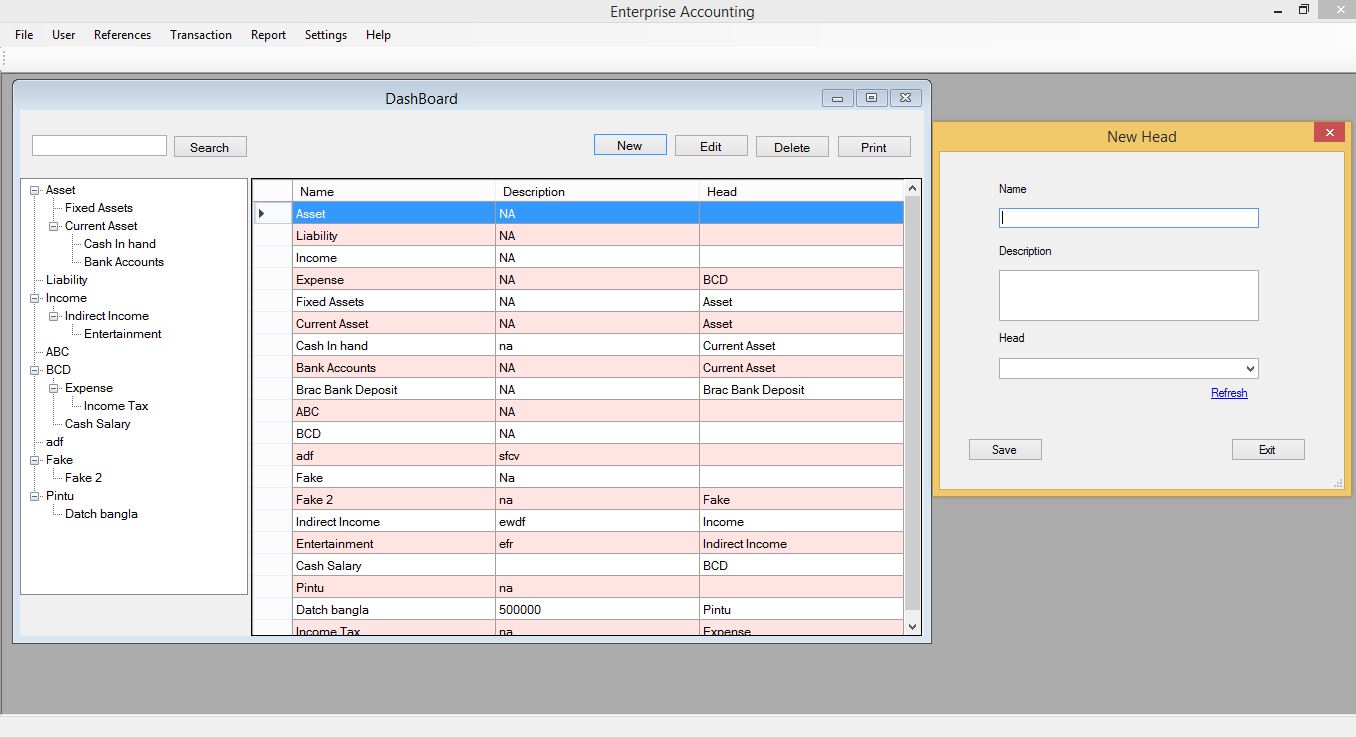 Enterprise Accounting
File User References Transaction Report Settings Help
DashBoard
Search New Edit Delete Print
Asset
Fixed Assets
Current Asset
Cash In hand
Bank Accounts
Liability
Income
Indirect Income
Entertainment
ABC
BCD
Expense
Income Tax
Cash Salary
adf
Fake
Fake 2
Pintu
Datch bangla
Name Description Head
Asset NA
Liability NA
Income NA
Expense NA BCD
Fixed Assets NA Asset
Current Asset NA Asset
Cash In hand na Current Asset
Bank Accounts NA Current Asset
Brac Bank Deposit NA Brac Bank Deposit
ABC NA
BCD NA
adf sfcv
Fake Na
Fake 2 na Fake
Indirect Income ewdf Income
Entertainment efr Indirect Income
Cash Salary BCD
Pintu na
Datch bangla 500000 Pintu
Income Tax na Expense
New Head
Name
Description
Head
Refresh
Save Exit